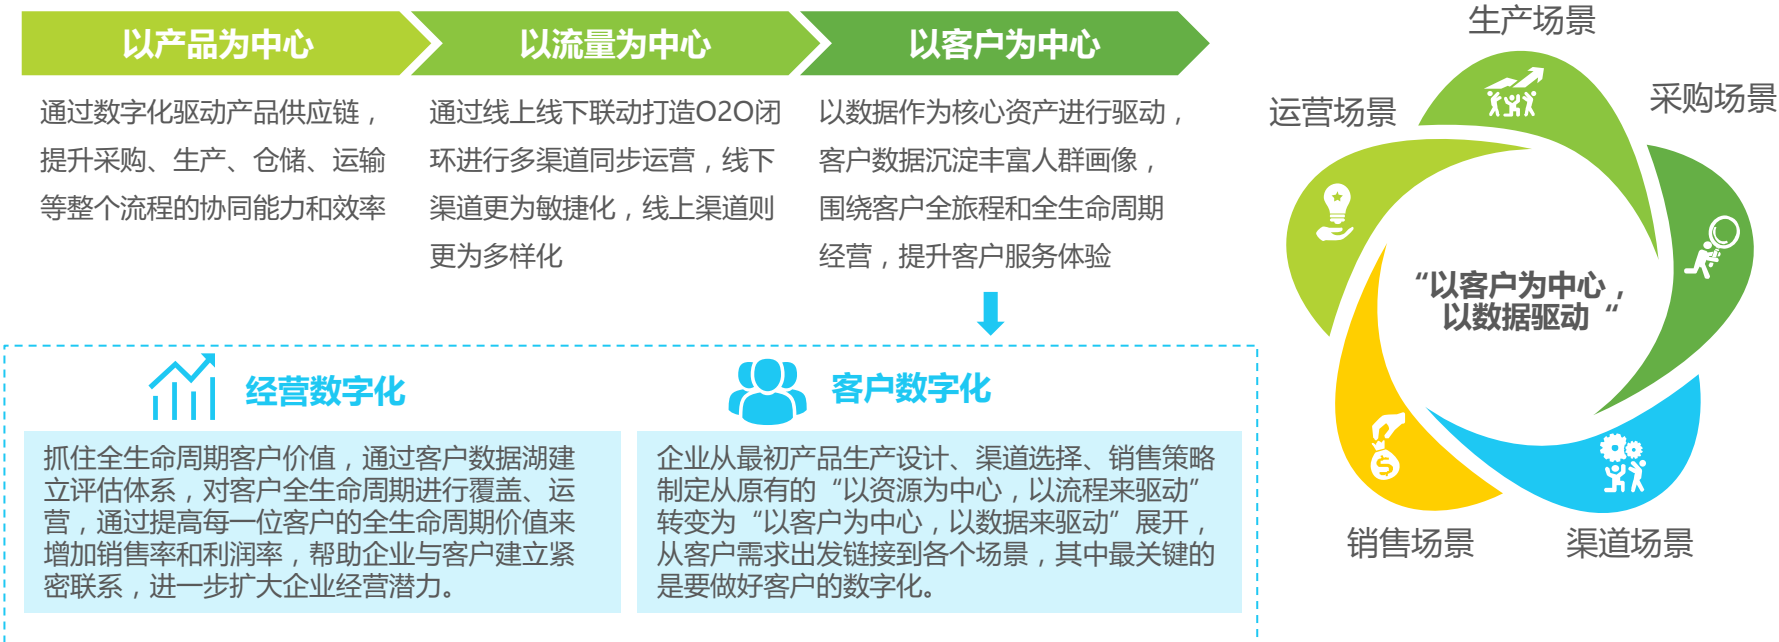 以产品为中心
通过数字化驱动产品供应链，
提升采购、生产、仓储、运输
等整个流程的协同能力和效率
以流量为中心
通过线上线下联动打造O2O闭
环进行多渠道同步运营，线下
渠道更为敏捷化，线上渠道则
更为多样化
以客户为中心
以数据作为核心资产进行驱动，
客户数据沉淀丰富人群画像，
围绕客户全旅程和全生命周期
经营，提升客户服务体验
经营数字化
抓住全生命周期客户价值，通过客户数据湖建
立评估体系，对客户全生命周期进行覆盖、运
营，通过提高每一位客户的全生命周期价值来
增加销售率和利润率，帮助企业与客户建立紧
密联系，进一步扩大企业经营潜力。
客户数字化
企业从最初产品生产设计、渠道选择、销售策略
制定从原有的“以资源为中心，以流程来驱动”
转变为“以客户为中心，以数据来驱动”展开，
从客户需求出发链接到各个场景，其中最关键的
是要做好客户的数字化。
生产场景
采购场景
运营场景
“以客户为中心，
以数据驱动“
销售场景
渠道场景